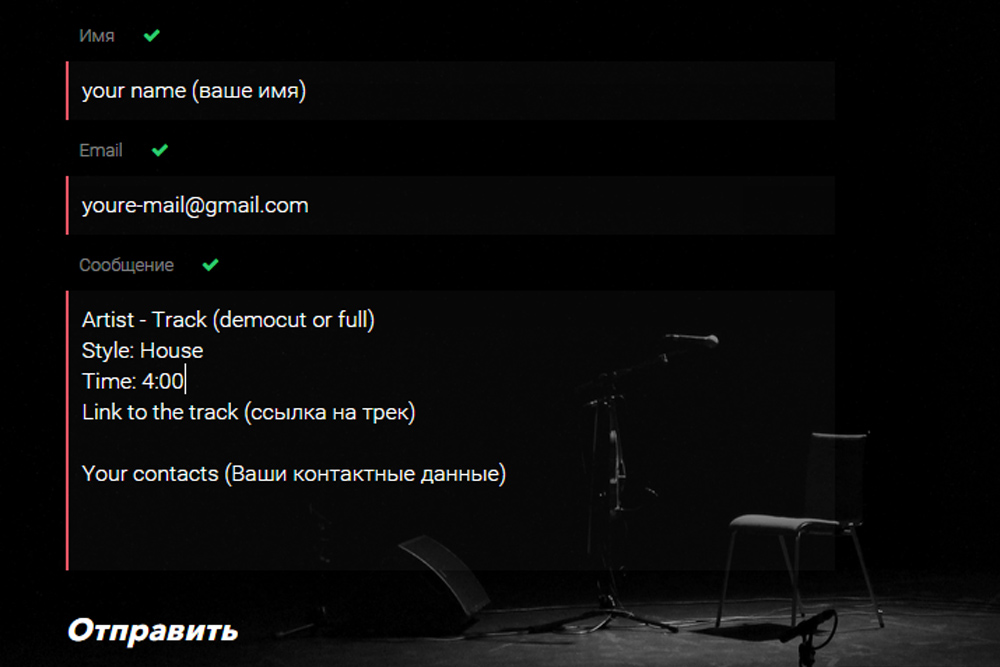 Имя
your name (ваше имя)
Email
youre-mail@gmail.com
Сообщение
Artist - Track (democut or full)
Style: House
Time: 4:00
Link to the track (ссылка на трек)
Your contacts (Ваши контактные данные)
Отправить